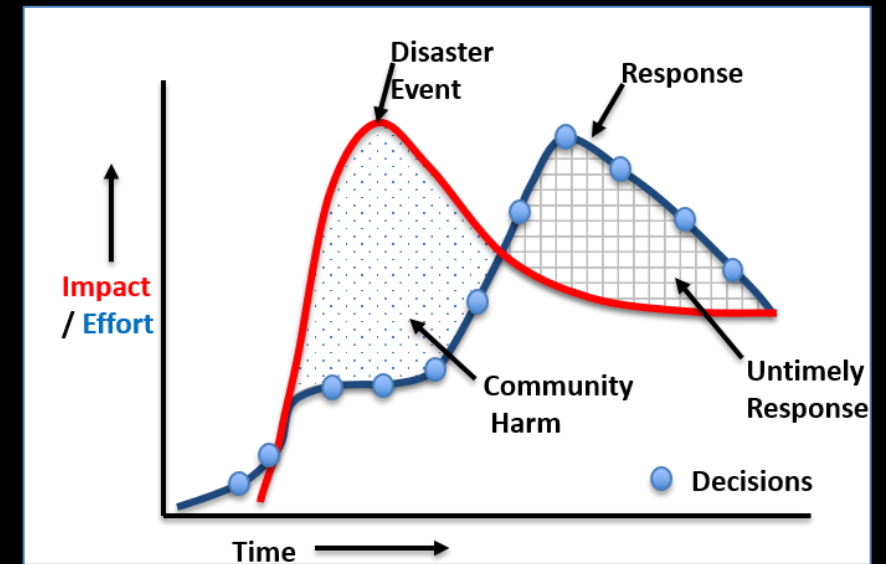 Disaster
Event
Response
Impact
/ Effort
Community
Harm
Untimely
Response
Decisions
Time